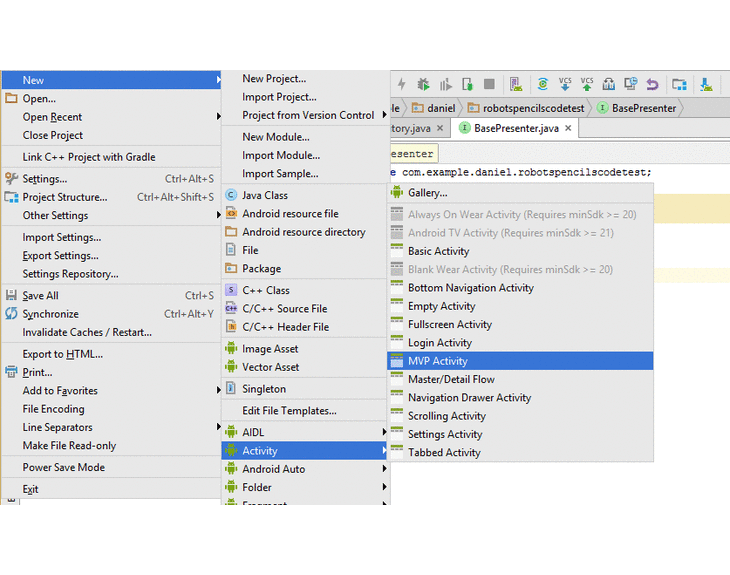 New
Open...
Open Recent
Close Project
Link C++ Project with Gradle
Settings... Ctrl+Alt+S
Project Structure... Ctrl+Alt+Shift+S
Other Settings
Import Settings...
Export Settings...
Settings Repository...
Save All Ctrl+S
Synchronize Ctrl+Alt+Y
Invalidate Caches / Restart...
Export to HTML...
Print...
Add to Favorites
File Encoding
Line Separators
Make File Read-only
Power Save Mode
Exit
New Project...
Import Project...
Project from Version Control
New Module...
Import Module...
Import Sample...
Java Class
Android resource file
Android resource directory
File
Package
C++ Class
C/C++ Source File
C/C++ Header File
Image Asset
Vector Asset
Singleton
Edit File Templates...
AIDL
Activity
Android Auto
Folder
Fragment
VCS VCS
le daniel robotspencilscodetest BasePresenter
tory.java BasePresenter.java
esenter
e com.example.daniel.robotspencilscodetest;
Gallery...
Always On Wear Activity (Requires minSdk >= 20)
Android TV Activity (Requires minSdk >= 21)
Basic Activity
Blank Wear Activity (Requires minSdk >= 20)
Bottom Navigation Activity
Empty Activity
Fullscreen Activity
Login Activity
MVP Activity
Master/Detail Flow
Navigation Drawer Activity
Scrolling Activity
Settings Activity
Tabbed Activity